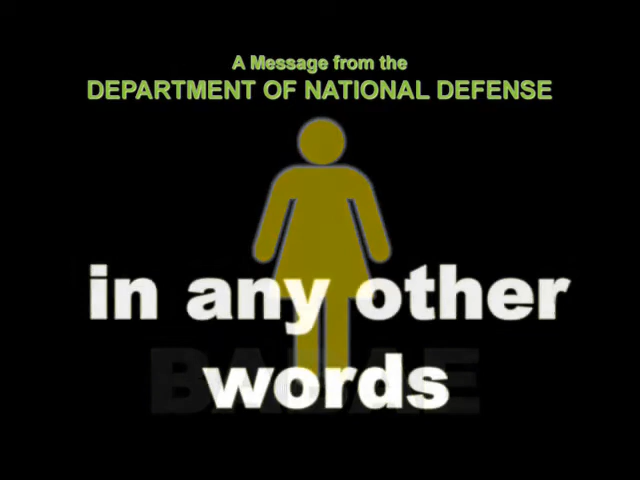 A Message from the
DEPARTMENT OF NATIONAL DEFENSE
in any other
words